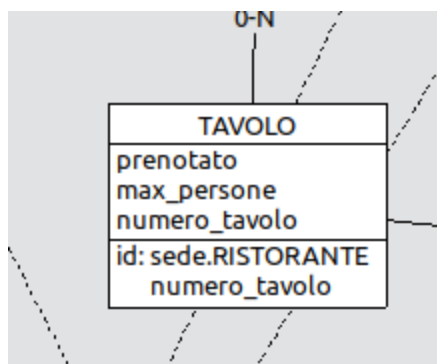 0-N
TAVOLO
prenotato
max_persone
numero_tavolo
id: sede.RISTORANTE
numero_tavolo